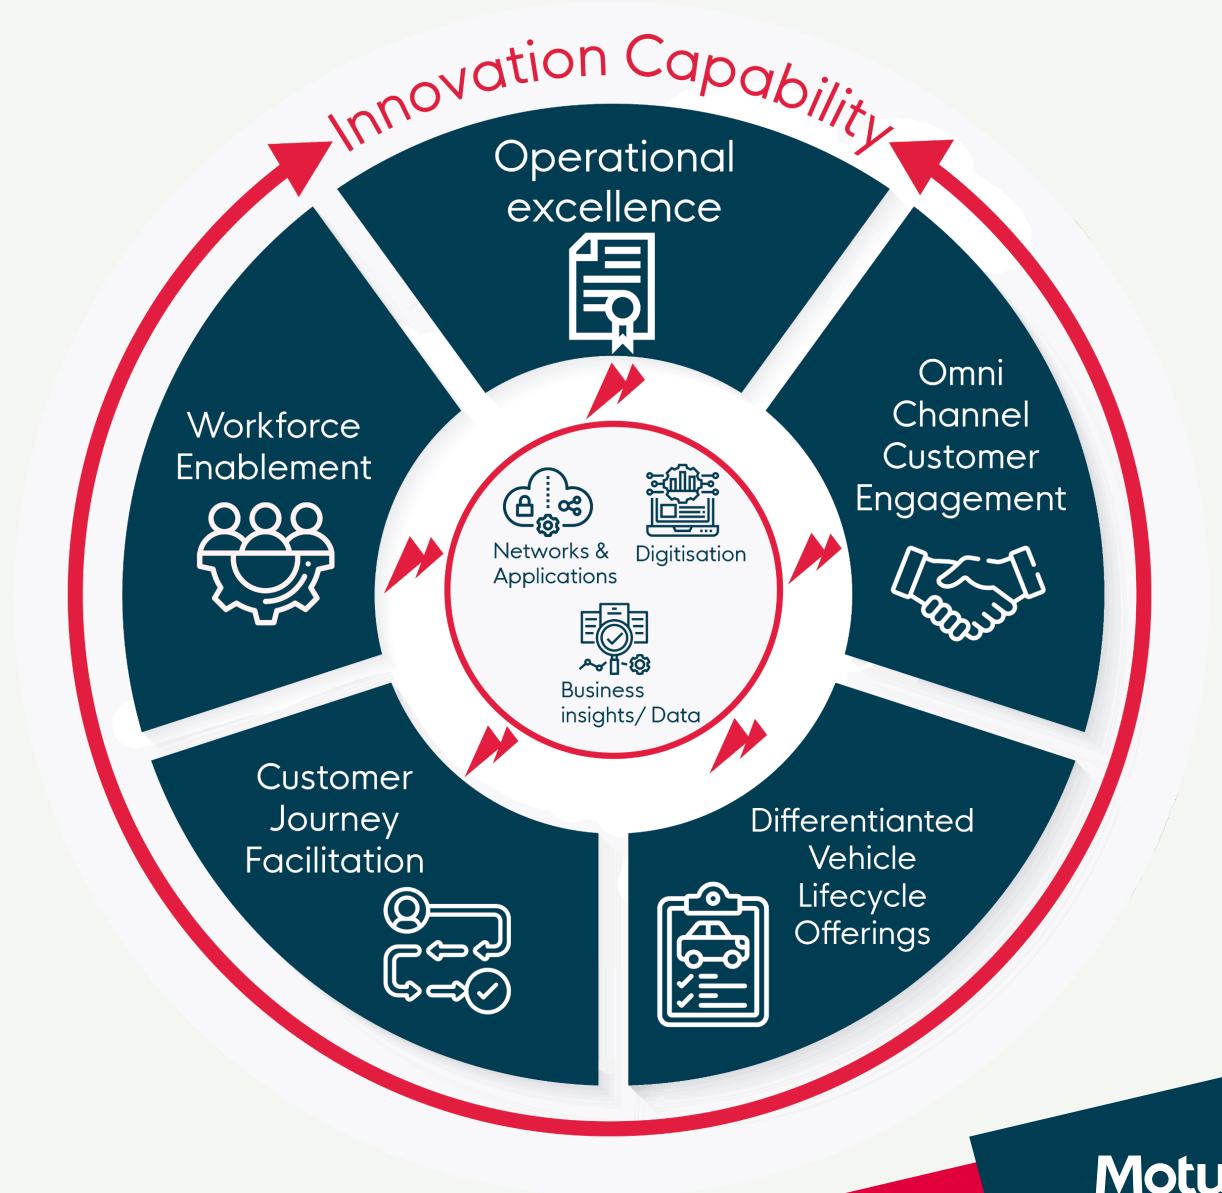 Innovation Capability
Operational
excellence
Omni
Channel
Customer
Engagement
Workforce
Enablement
Networks &
Applications
Digitisation
Business
insights/ Data
Customer
Journey
Facilitation
Differentianted
Vehicle
Lifecycle
Offerings
Motu